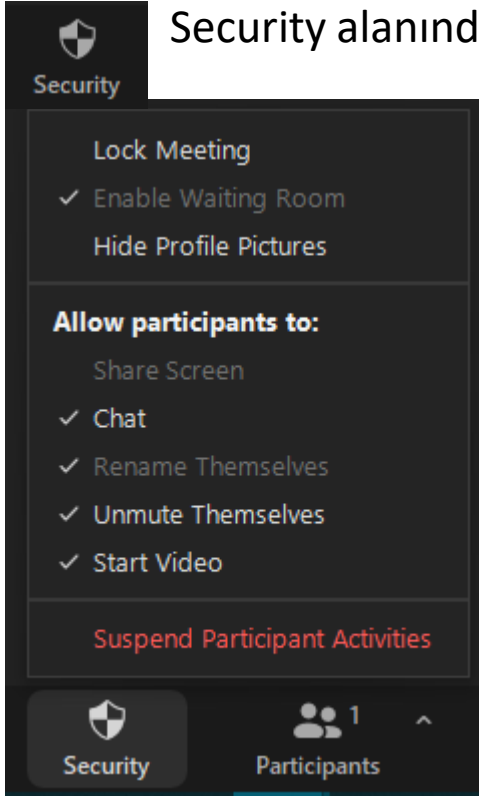 Security alanınd
Security
Lock Meeting
Enable Waiting Room
Hide Profile Pictures
Allow participants to:
Share Screen
Chat
Rename Themselves
Unmute Themselves
Start Video
Suspend Participant Activities
1
Security
Participants